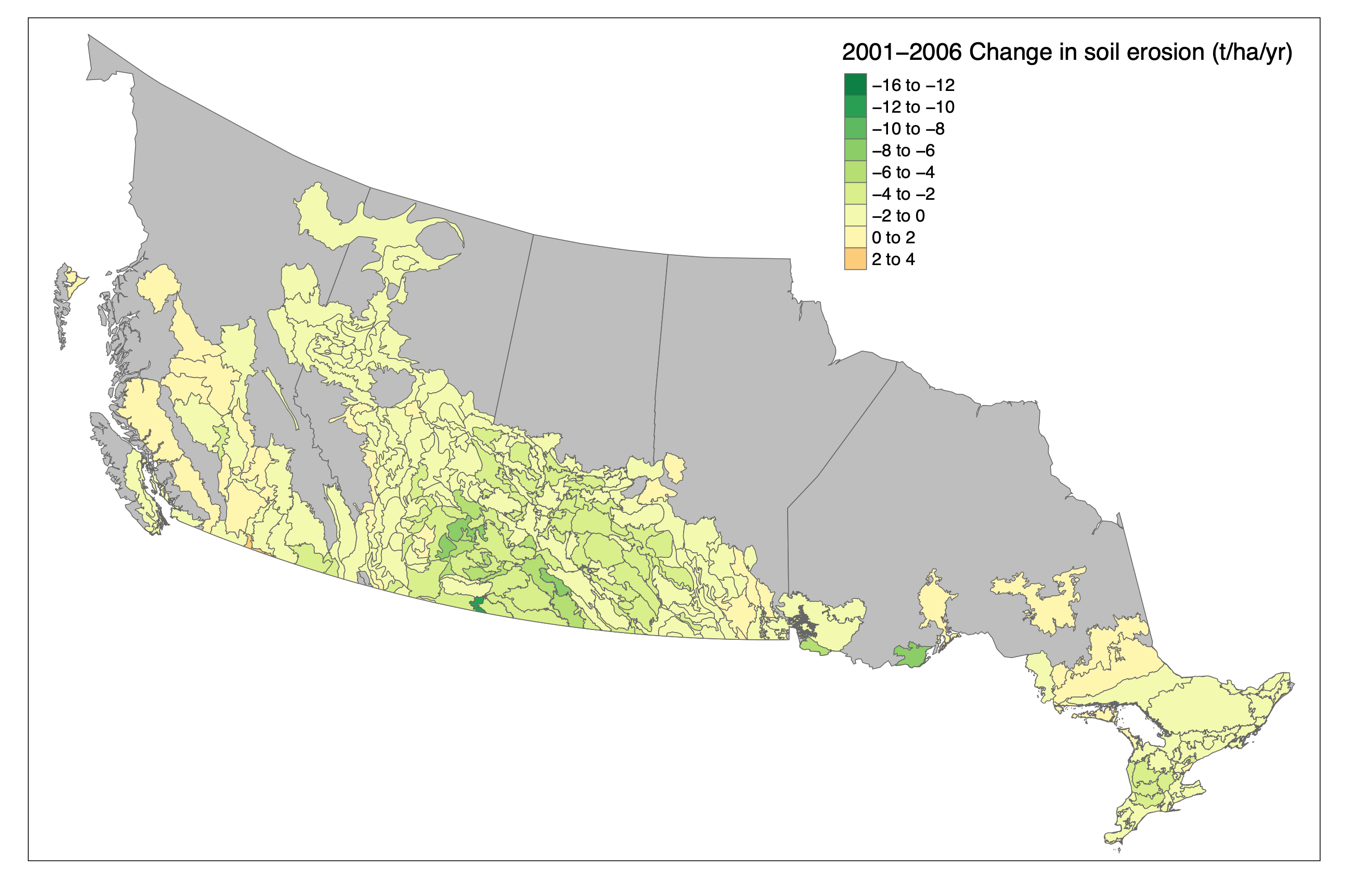 2001−2006 Change in soil erosion (t/ha/yr)
−16 to −12
−12 to −10
−10 to −8
−8 to −6
−6 to −4
−4 to −2
−2 to 0
0 to 2
2 to 4